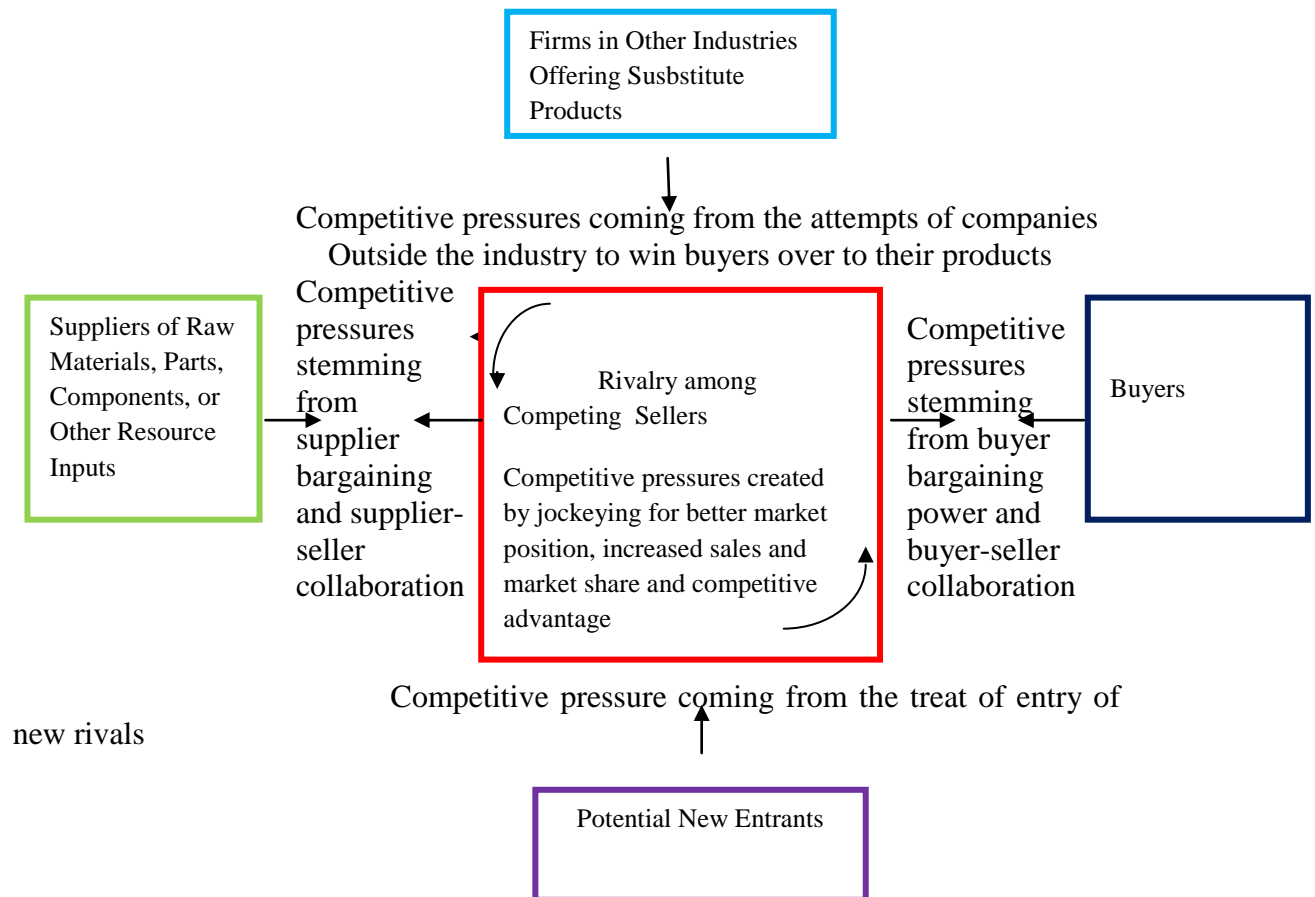 Firms in Other Industries
Offering Susbstitute
Products
Competitive pressures coming from the attempts of companies
Outside the industry to win buyers over to their products
Suppliers of Raw
Materials, Parts,
Components, or
Other Resource
Inputs
Competitive
pressures
stemming
from
supplier
bargaining
and supplier-
seller
collaboration
Rivalry among
Competing Sellers
Competitive pressures created
by jockeying for better market
position, increased sales and
market share and competitive
advantage
Competitive
pressures
stemming
from buyer
bargaining
power and
buyer-seller
collaboration
Buyers
Competitive pressure coming from the treat of entry of
new rivals
Potential New Entrants